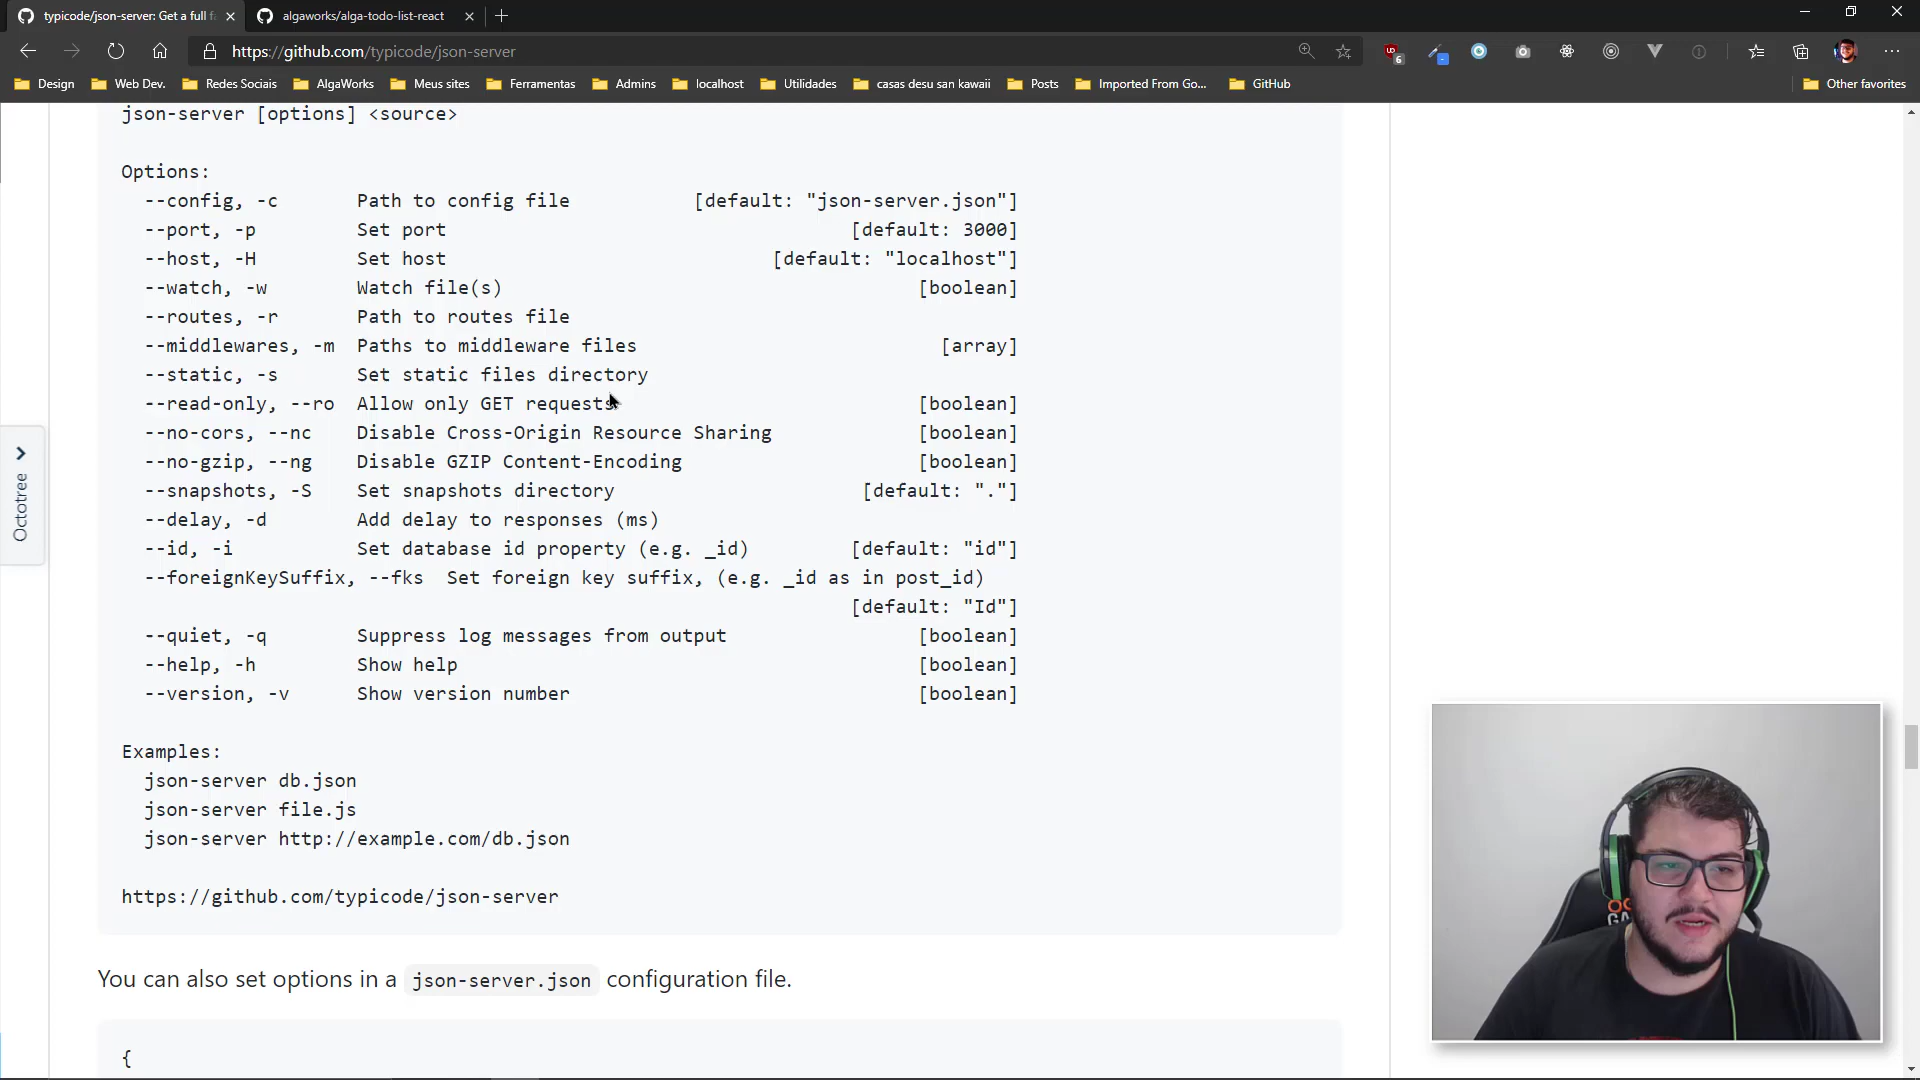 typicode/json-server: Get a full f
algaworks/alga-todo-list-react
https://github.com/typicode/json-server
6
Design
Web Dev.
Redes Sociais
AlgaWorks
Meus sites
Ferramentas
Admins
localhost
Utilidades
casas desu san kawaii
Posts
Imported From Go...
GitHub
Other favorites
json-server [options] <source>
Options:
--config, -c Path to config file [default: "json-server.json"]
--port, -p Set port [default: 3000]
--host, -H Set host [default: "localhost"]
--watch, -w Watch file(s) [boolean]
--routes, -r Path to routes file
--middlewares, -m Paths to middleware files [array]
--static, -s Set static files directory
--read-only, --ro Allow only GET requests [boolean]
--no-cors, --nc Disable Cross-Origin Resource Sharing [boolean]
--no-gzip, --ng Disable GZIP Content-Encoding [boolean]
--snapshots, -S Set snapshots directory [default: "."]
--delay, -d Add delay to responses (ms)
--id, -i Set database id property (e.g. _id) [default: "id"]
--foreignKeySuffix, --fks Set foreign key suffix, (e.g. _id as in post_id)
[default: "Id"]
--quiet, -q Suppress log messages from output [boolean]
--help, -h Show help [boolean]
--version, -v Show version number [boolean]
Examples:
json-server db.json
json-server file.js
json-server http://example.com/db.json
https://github.com/typicode/json-server
You can also set options in a json-server.json configuration file.
{
Octotree